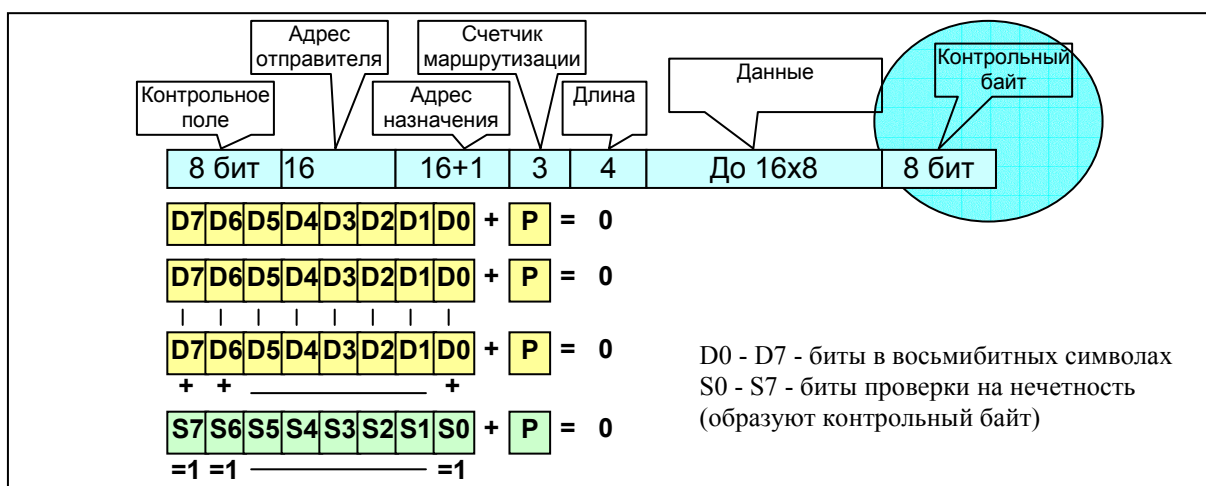 Адрес
отправителя
Счетчик
маршрутизации
Контрольный
байт
Данные
Контрольное
поле
Адрес
назначения
Длина
8 бит 16 16+1 3 4 До 16x8 8 бит
D7 D6 D5 D4 D3 D2 D1 D0 + P = 0
D7 D6 D5 D4 D3 D2 D1 D0 + P = 0
D7 D6 D5 D4 D3 D2 D1 D0 + P = 0
+ + +
S7 S6 S5 S4 S3 S2 S1 S0 + P = 0
=1 =1 =1
D0 - D7 - биты в восьмибитных символах
S0 - S7 - биты проверки на нечетность
(образуют контрольный байт)